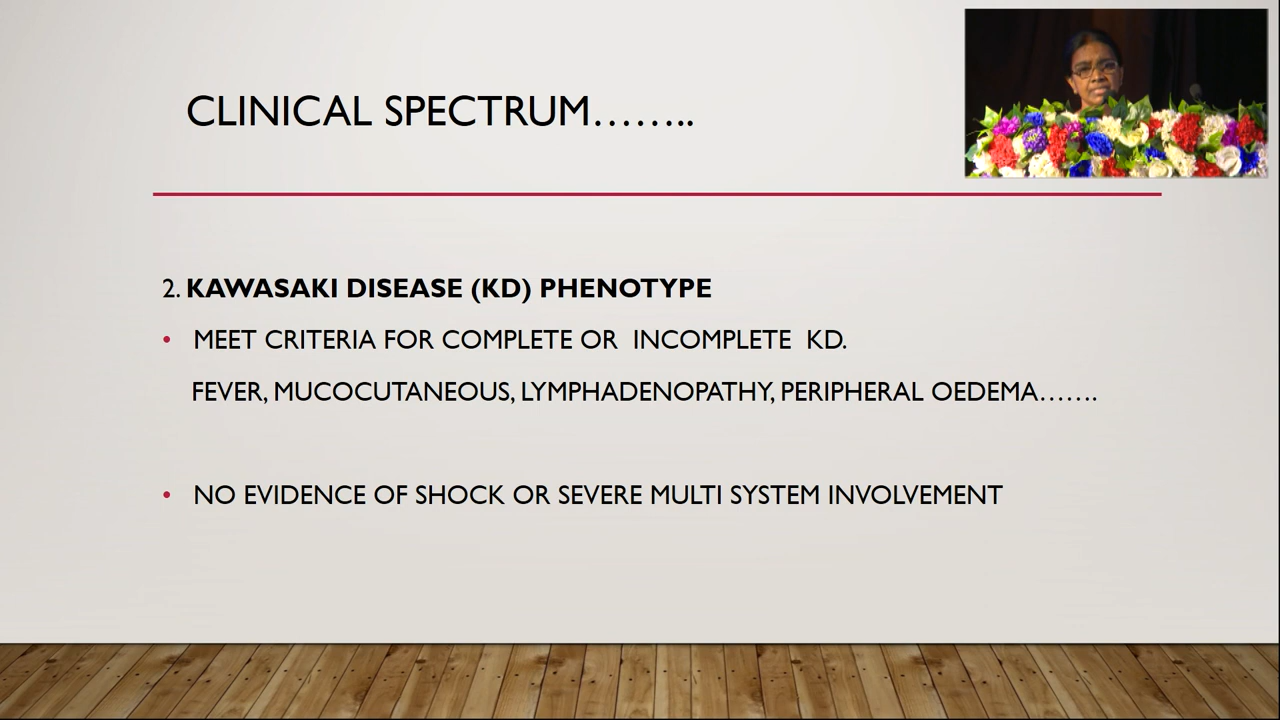 CLINICAL SPECTRUM……..
2. KAWASAKI DISEASE (KD) PHENOTYPE
• MEET CRITERIA FOR COMPLETE OR INCOMPLETE KD.
FEVER, MUCOCUTANEOUS, LYMPHADENOPATHY, PERIPHERAL OEDEMA…….
• NO EVIDENCE OF SHOCK OR SEVERE MULTI SYSTEM INVOLVEMENT